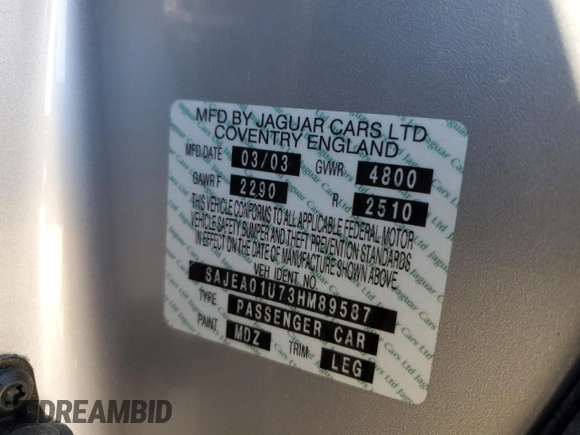 MFD BY JAGUAR CARS LTD
COVENTRY ENGLAND
MFD DATE 03/03 GVWR 4800
GAWR F 2290 R 2510
THIS VEHICLE CONFORMS TO ALL APPLICABLE FEDERAL MOTOR
VEHICLE SAFETY BUMPER AND THEFT PREVENTION STANDARDS
IN EFFECT ON THE DATE OF MANUFACTURE SHOWN ABOVE.
VEH IDENT NO.
SAJEA01U73HM89587
TYPE PASSENGER CAR
PAINT MDZ TRIM LEG
DREAMBID